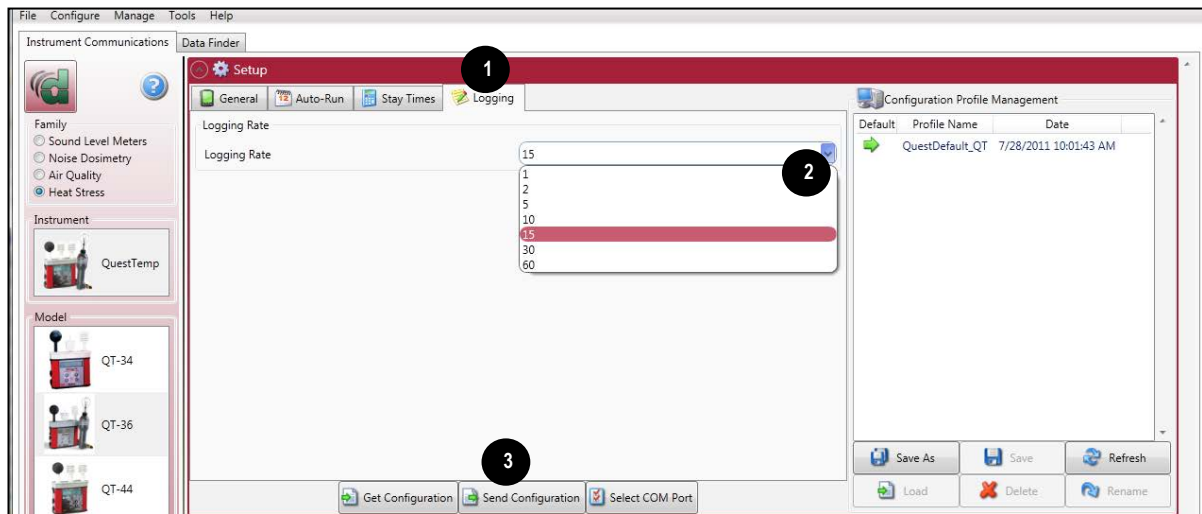 File Configure Manage Tools Help
Instrument Communications Data Finder
Setup
1
General Auto-Run Stay Times Logging
12
Family
Sound Level Meters
Noise Dosimetry
Air Quality
Heat Stress
Instrument
QuestTemp
Model
QT-34
QT-36
QT-44
Logging Rate
Logging Rate 15
2
1
2
5
10
15
30
60
3
Get Configuration Send Configuration Select COM Port
Configuration Profile Management
Default Profile Name Date
QuestDefault_QT 7/28/2011 10:01:43 AM
Save As Save Refresh
Load Delete Rename